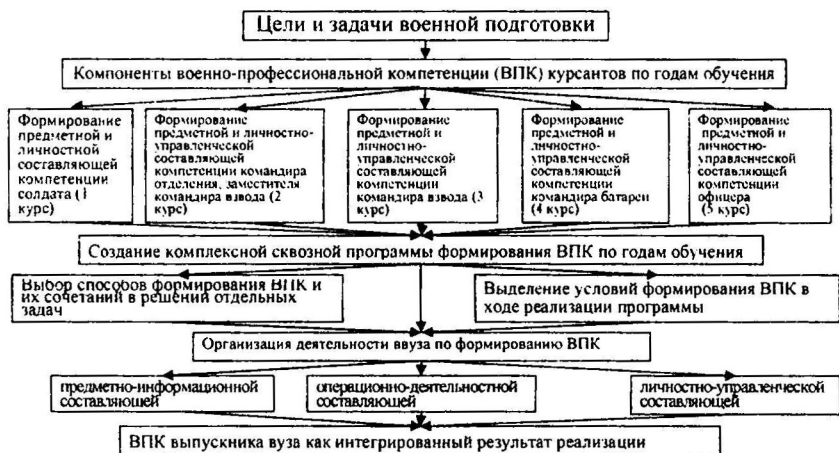 Цели и задачи военной подготовки
Компоненты военно-профессиональной компетенции (ВПК) курсантов по годам обучения
Формирование
предметной и
личностной
составляющей
компетенции
солдата (1
курс)
Формирование
предметной и личностно-
управленческой
составляющей
компетенции командира
отделения, заместителя
командира взвода (2
курс)
Формирование
предметной и
личностно-
управленческой
составляющей
компетенции
командира взвода (3
курс)
Формирование
предметной и
личностно-
управленческой
составляющей
компетенции
командира батареи
(4 курс)
Формирование
предметной и
личностно-
управленческой
составляющей
компетенции
офицера
(5 курс)
Создание комплексной сквозной программы формирования ВПК по годам обучения
Выбор способов формирования ВПК и
их сочетаний в решении отдельных
задач
Выделение условий формирования ВПК в
ходе реализации программы
Организация деятельности ввуза по формированию ВПК
предметно-информационной
составляющей
операционно-деятельностной
составляющей
личностно-управленческой
составляющей
ВПК выпускника вуза как интегрированный результат реализации